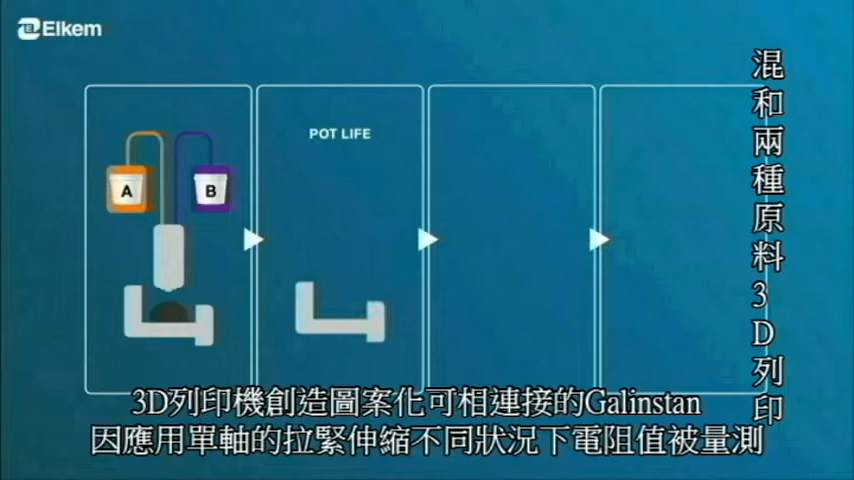 Elkem
POT LIFE
A
B
混和兩種原料3D列印
3D列印機創造圖案化可相連接的Galinstan
因應用單軸的拉緊伸縮不同狀況下電阻值被量測